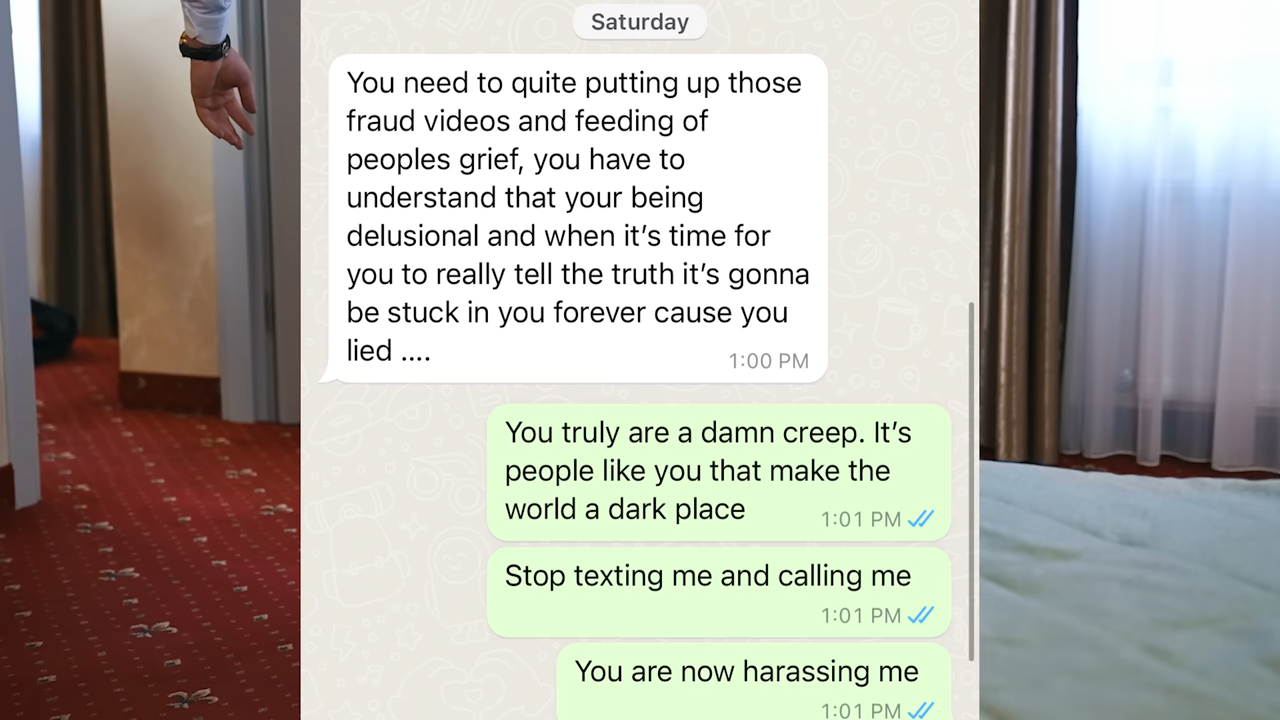 Saturday
You need to quite putting up those
fraud videos and feeding of
peoples grief, you have to
understand that your being
delusional and when it's time for
you to really tell the truth it's gonna
be stuck in you forever cause you
lied ....
1:00 PM
You truly are a damn creep. It's
people like you that make the
world a dark place
1:01 PM
Stop texting me and calling me
1:01 PM
You are now harassing me
1:01 PM